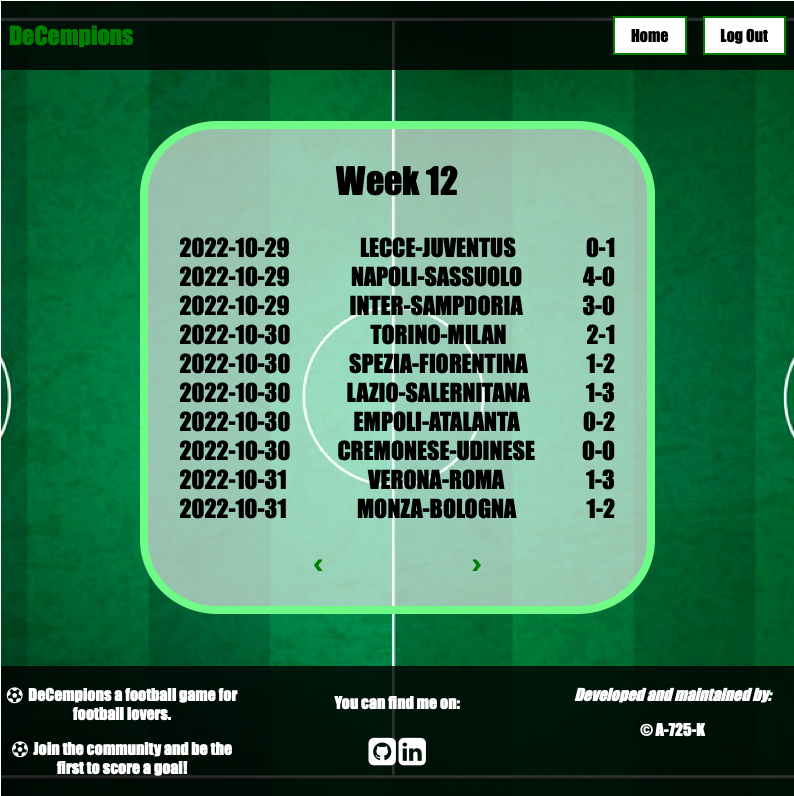 DeCempions
Home
Log Out
Week 12
2022-10-29 LECCE-JUVENTUS 0-1
2022-10-29 NAPOLI-SASSUOLO 4-0
2022-10-29 INTER-SAMPDORIA 3-0
2022-10-30 TORINO-MILAN 2-1
2022-10-30 SPEZIA-FIORENTINA 1-2
2022-10-30 LAZIO-SALERNITANA 1-3
2022-10-30 EMPOLI-ATALANTA 0-2
2022-10-30 CREMONESE-UDINESE 0-0
2022-10-31 VERONA-ROMA 1-3
2022-10-31 MONZA-BOLOGNA 1-2
‹ ›
DeCempions a football game for
football lovers.
Join the community and be the
first to score a goal!
You can find me on:
in
Developed and maintained by:
© A-725-K